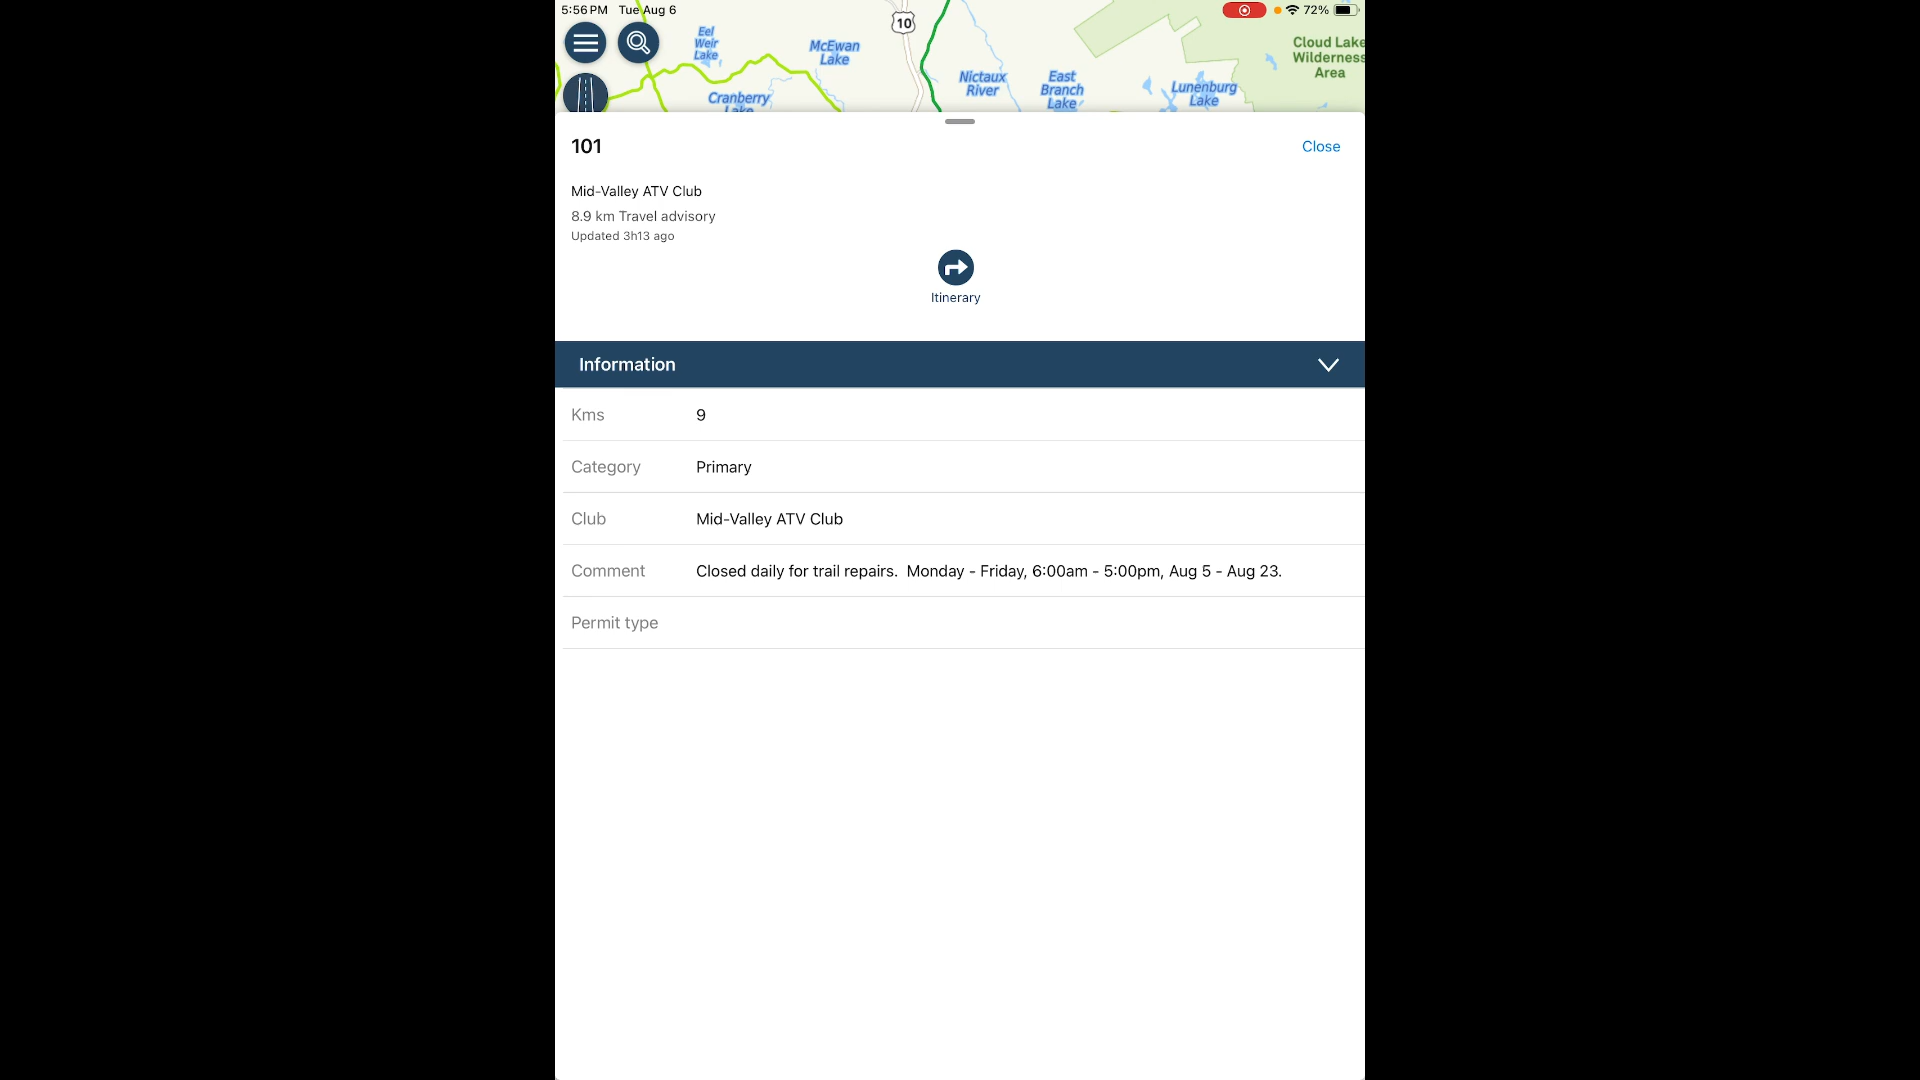 5:56 PM Tue Aug 6 72%
10
Eel
Weir
Lake
McEwan
Lake
Cloud Lake
Wilderness
Area
Nictaux
River
East
Branch
Lake
Lunenburg
Lake
Cranberry
Lake
101 Close
Mid-Valley ATV Club
8.9 km Travel advisory
Updated 3h13 ago
Itinerary
Information
Kms 9
Category Primary
Club Mid-Valley ATV Club
Comment Closed daily for trail repairs.  Monday - Friday, 6:00am - 5:00pm, Aug 5 - Aug 23.
Permit type